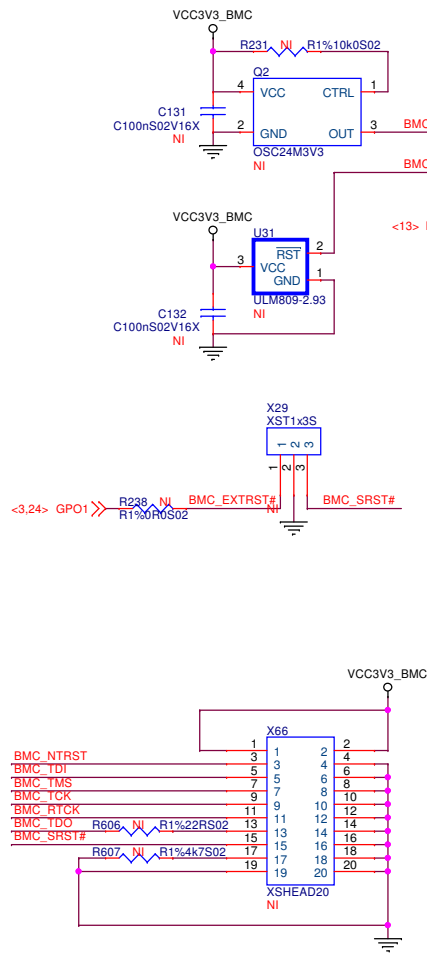 VCC3V3_BMC
R231 NI R1%10k0S02
Q2
4 VCC CTRL 1
C131
C100nS02V16X
NI
2 GND OUT 3
BMC
OSC24M3V3
NI
BMC
VCC3V3_BMC
<13>
U31
RST 2
3 VCC
GND 1
ULM809-2.93
NI
C132
C100nS02V16X
NI
X29
XST1x3S
1 2 3
1 2 3
<3,24> GPO1
R238 NI
R1%0R0S02
BMC_EXTRST#
NI
BMC_SRST#
VCC3V3_BMC
X66
1 1 2 2
BMC_NTRST 3 3 4 4
BMC_TDI 5 5 6 6
BMC_TMS 7 7 8 8
BMC_TCK 9 9 10 10
BMC_RTCK 11 11 12 12
BMC_TDO R606 NI R1%22RS02 13 13 14 14
BMC_SRST# 15 15 16 16
R607 NI R1%4k7S02 17 17 18 18
19 19 20 20
XSHEAD20
NI